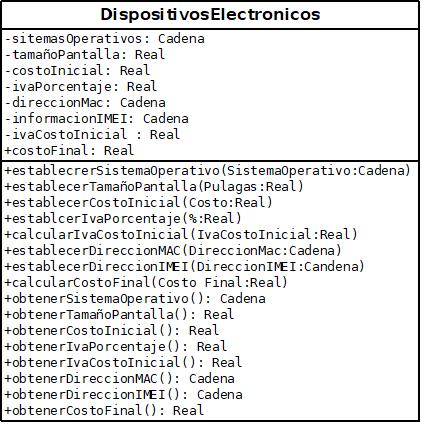 DispositivosElectronicos
-sitemasOperativos: Cadena
-tamañoPantalla: Real
-costoInicial: Real
-ivaPorcentaje: Real
-direccionMac: Cadena
-informacionIMEI: Cadena
-ivaCostoInicial : Real
+costoFinal: Real
+establecrerSistemaOperativo(SistemaOperativo:Cadena)
+establecerTamañoPantalla(Pulagas:Real)
+establecerCostoInicial(Costo:Real)
+establcerIvaPorcentaje(%:Real)
+calcularIvaCostoInicial(IvaCostoInicial:Real)
+establecerDireccionMAC(DireccionMac:Cadena)
+establecerDireccionIMEI(DireccionIMEI:Candena)
+calcularCostoFinal(Costo Final:Real)
+obtenerSistemaOperativo(): Cadena
+obtenerTamañoPantalla(): Real
+obtenerCostoInicial(): Real
+obtenerIvaPorcentaje(): Real
+obtenerIvaCostoInicial(): Real
+obtenerDireccionMAC(): Cadena
+obtenerDireccionIMEI(): Cadena
+obtenerCostoFinal(): Real